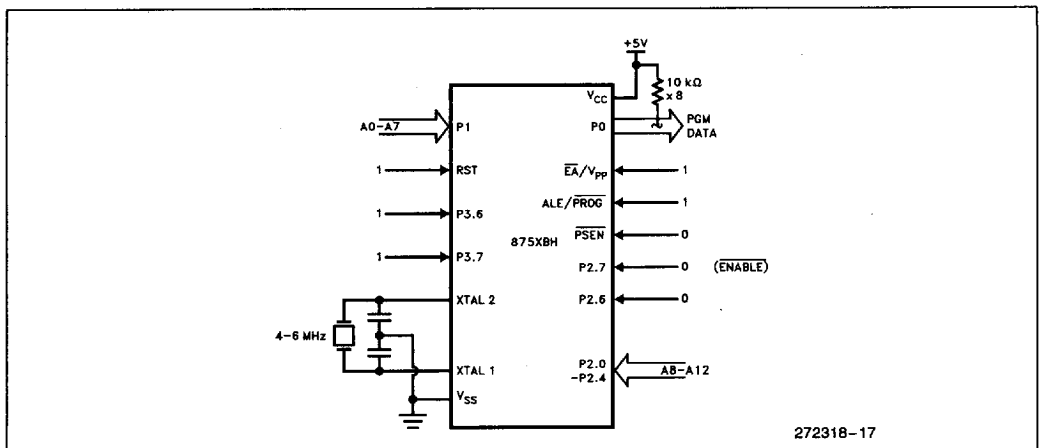 +5V
10 kΩ
x 8
VCC
A0–A7
P1
P0
PGM
DATA
1
RST
EA/VPP
1
ALE/PROG
1
1
P3.6
875XBH
PSEN
0
1
P3.7
P2.7
0
(ENABLE)
XTAL 2
P2.6
0
4–6 MHz
XTAL 1
P2.0
–P2.4
A8–A12
VSS
272318–17